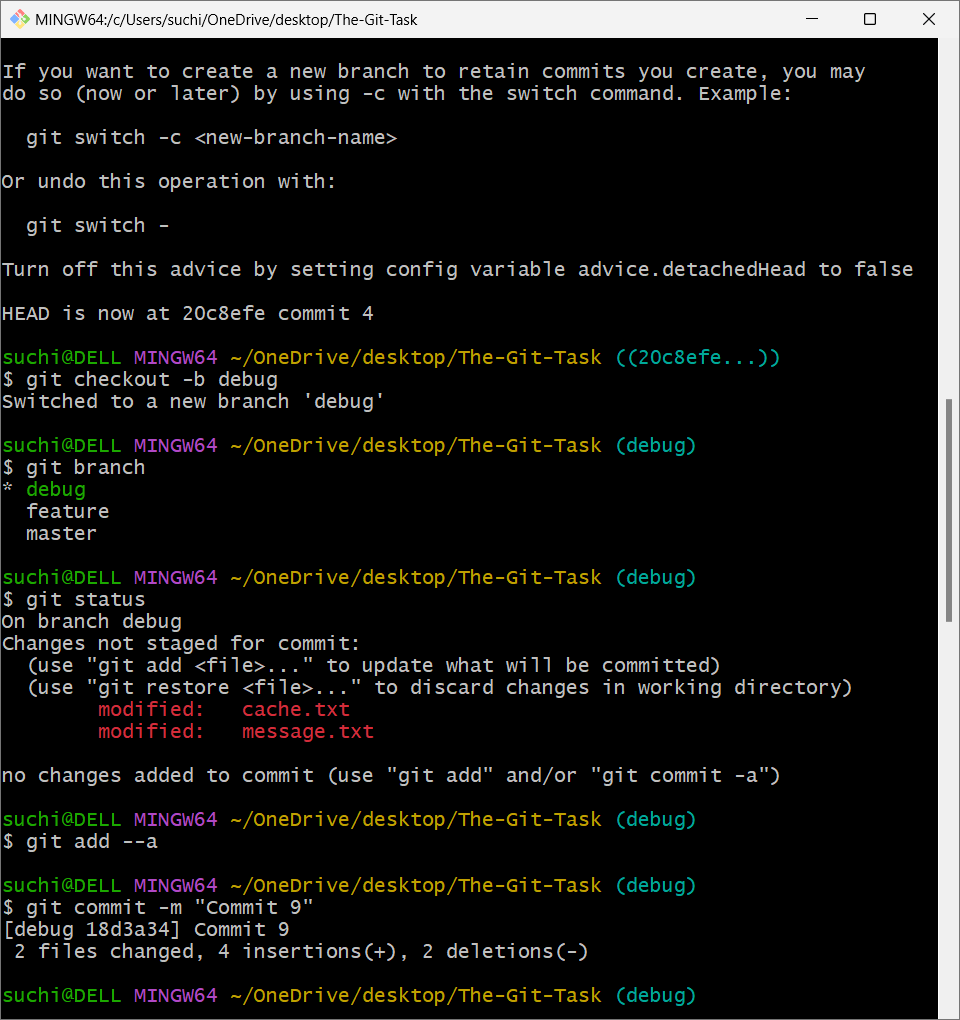 MINGW64:/c/Users/suchi/OneDrive/desktop/The-Git-Task
If you want to create a new branch to retain commits you create, you may
do so (now or later) by using -c with the switch command. Example:
  git switch -c <new-branch-name>
Or undo this operation with:
  git switch -
Turn off this advice by setting config variable advice.detachedHead to false
HEAD is now at 20c8efe commit 4
suchi@DELL MINGW64 ~/OneDrive/desktop/The-Git-Task ((20c8efe...))
$ git checkout -b debug
Switched to a new branch 'debug'
suchi@DELL MINGW64 ~/OneDrive/desktop/The-Git-Task (debug)
$ git branch
* debug
  feature
  master
suchi@DELL MINGW64 ~/OneDrive/desktop/The-Git-Task (debug)
$ git status
On branch debug
Changes not staged for commit:
  (use "git add <file>..." to update what will be committed)
  (use "git restore <file>..." to discard changes in working directory)
        modified:   cache.txt
        modified:   message.txt
no changes added to commit (use "git add" and/or "git commit -a")
suchi@DELL MINGW64 ~/OneDrive/desktop/The-Git-Task (debug)
$ git add --a
suchi@DELL MINGW64 ~/OneDrive/desktop/The-Git-Task (debug)
$ git commit -m "Commit 9"
[debug 18d3a34] Commit 9
 2 files changed, 4 insertions(+), 2 deletions(-)
suchi@DELL MINGW64 ~/OneDrive/desktop/The-Git-Task (debug)